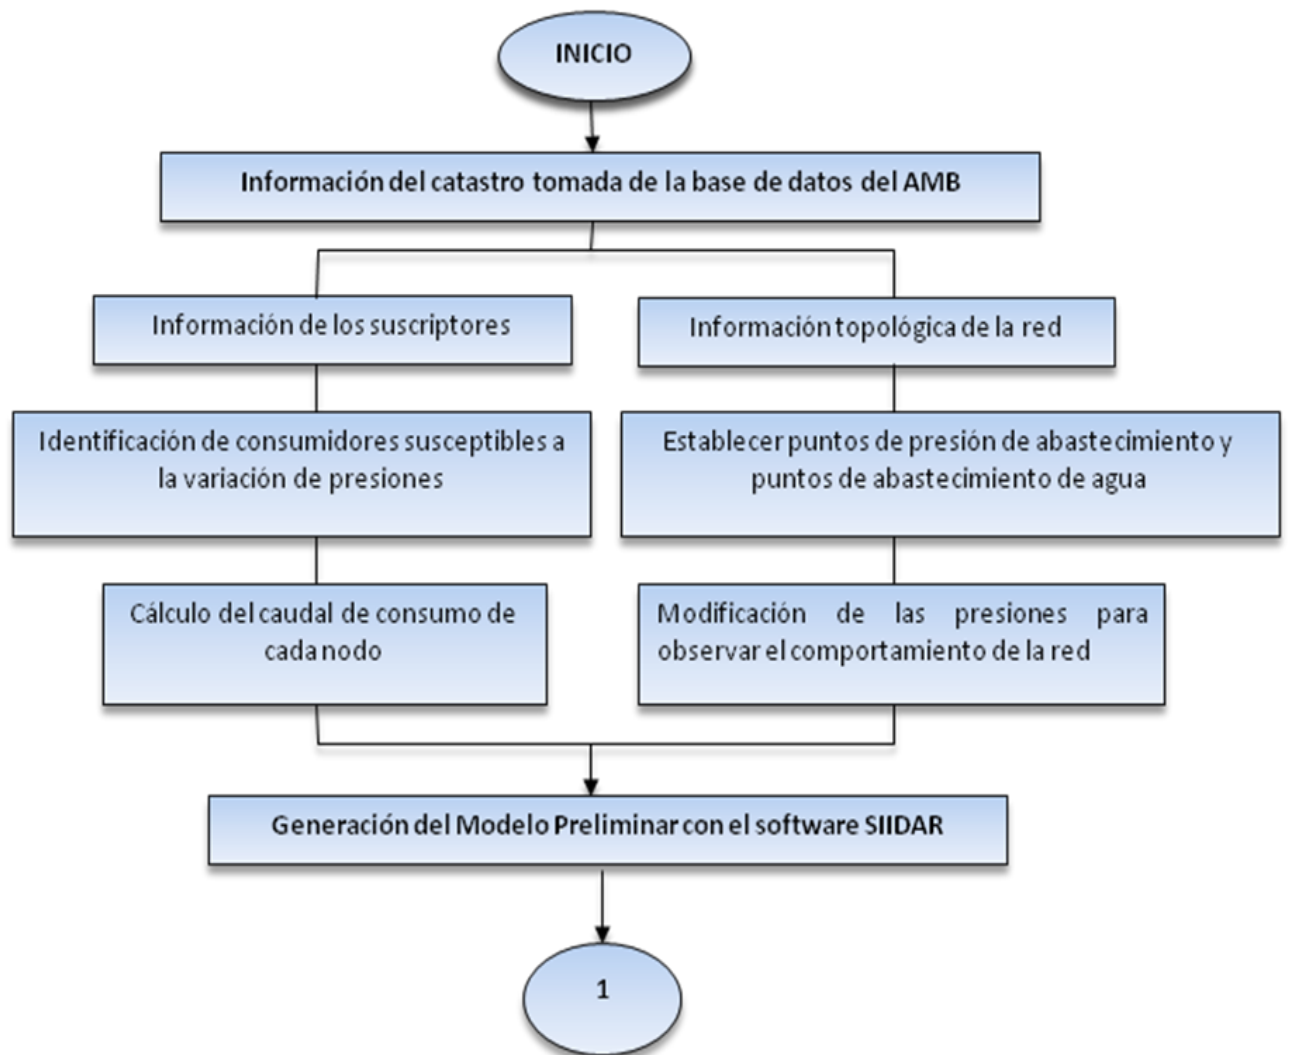 INICIO
Información del catastro tomada de la base de datos del AMB
Información de los suscriptores
Información topológica de la red
Identificación de consumidores susceptibles a
la variación de presiones
Establecer puntos de presión de abastecimiento y
puntos de abastecimiento de agua
Cálculo del caudal de consumo de
cada nodo
Modificación de las presiones para
observar el comportamiento de la red
Generación del Modelo Preliminar con el software SIIDAR
1